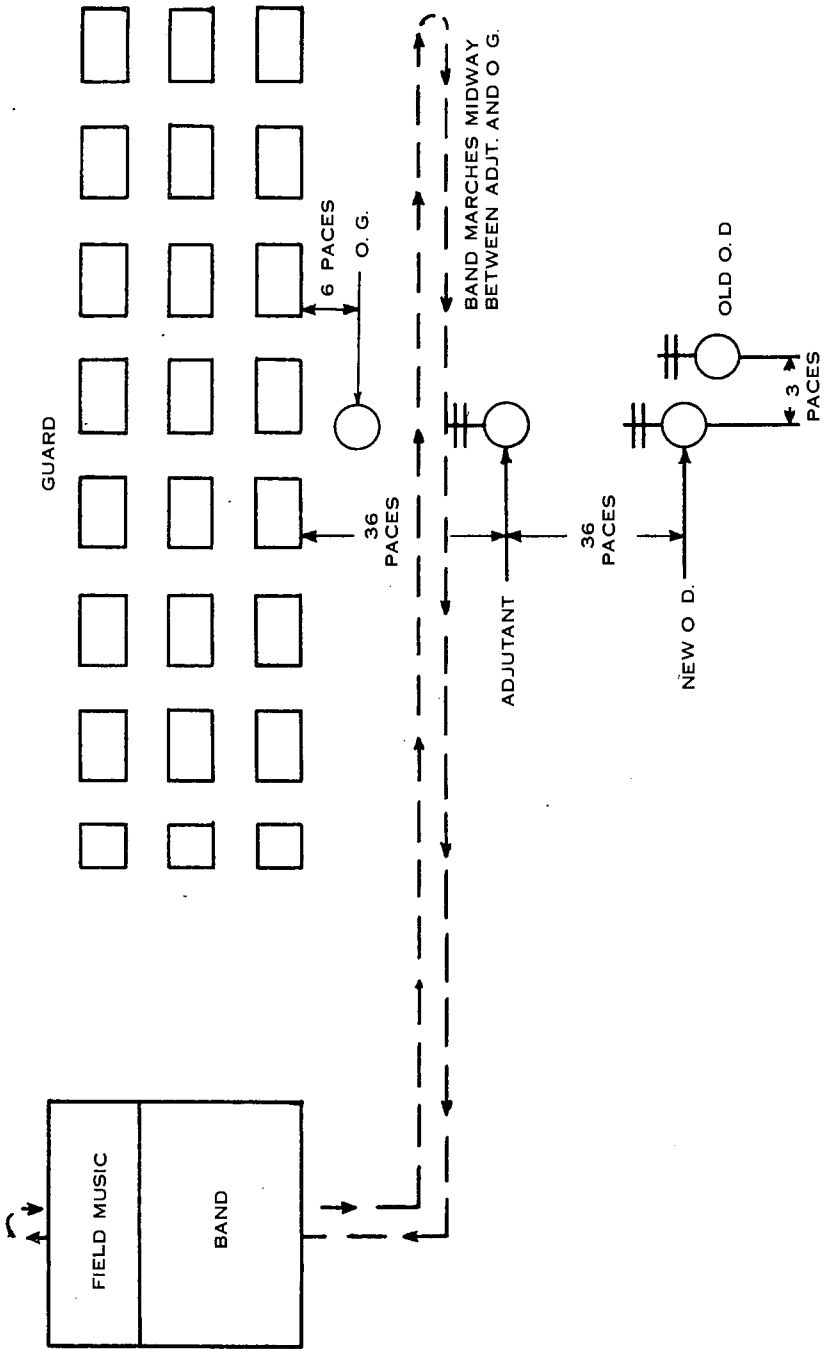 GUARD
6 PACES
O. G.
36
PACES
BAND MARCHES MIDWAY
BETWEEN ADJT. AND O G.
FIELD MUSIC
BAND
ADJUTANT
36
PACES
NEW O D.
OLD O. D
3
PACES